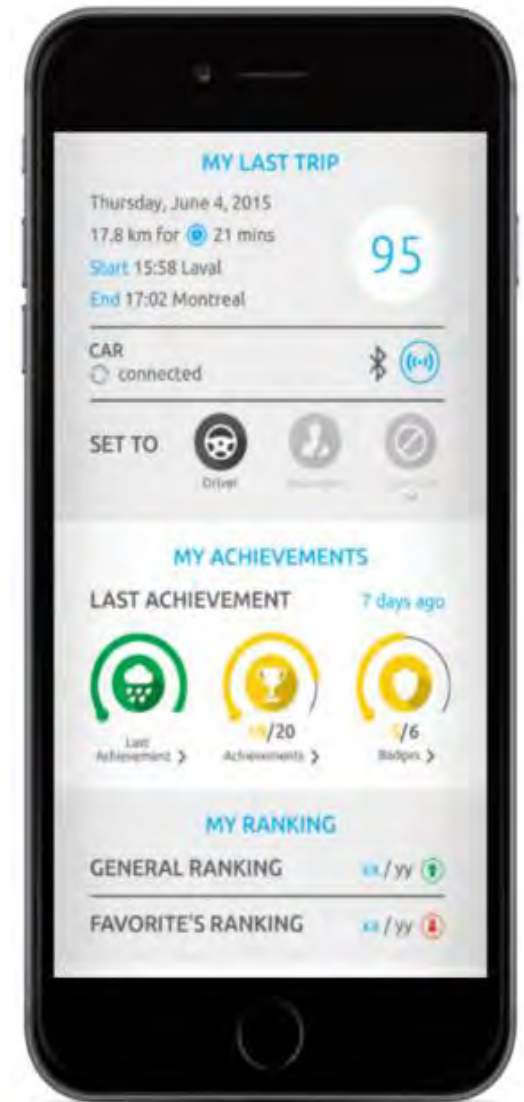 MY LAST TRIP
Thursday, June 4, 2015
17.8 km for 21 mins
Start 15:58 Laval
End 17:02 Montreal
95
CAR
connected
SET TO
Driver
MY ACHIEVEMENTS
LAST ACHIEVEMENT 7 days ago
/20
/6
Last
Achievement >
Achievements >
Badges >
MY RANKING
GENERAL RANKING xx / yy
FAVORITE'S RANKING xx / yy